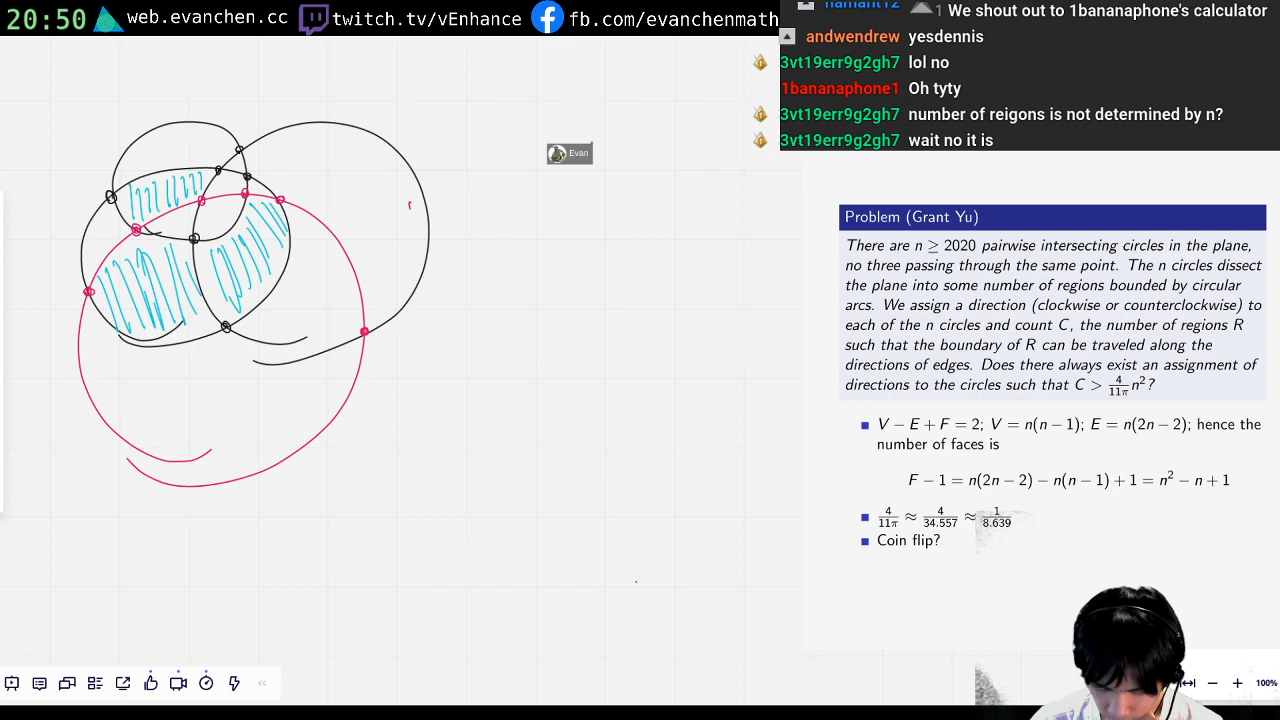 20:50 web.evanchen.cc twitch.tv/vEnhance fb.com/evanchenmath
1 We shout out to 1bananaphone's calculator
andwendrew yesdennis
3vt19err9g2gh7 lol no
1bananaphone1 Oh tyty
3vt19err9g2gh7 number of reigons is not determined by n?
3vt19err9g2gh7 wait no it is
Evan
Problem (Grant Yu)
There are n ≥ 2020 pairwise intersecting circles in the plane,
no three passing through the same point. The n circles dissect
the plane into some number of regions bounded by circular
arcs. We assign a direction (clockwise or counterclockwise) to
each of the n circles and count C, the number of regions R
such that the boundary of R can be traveled along the
directions of edges. Does there always exist an assignment of
directions to the circles such that C > 4/11π n²?
V − E + F = 2; V = n(n − 1); E = n(2n − 2); hence the
number of faces is
F − 1 = n(2n − 2) − n(n − 1) + 1 = n² − n + 1
4/11π ≈ 4/34.557 ≈ 1/8.639
Coin flip?
100%